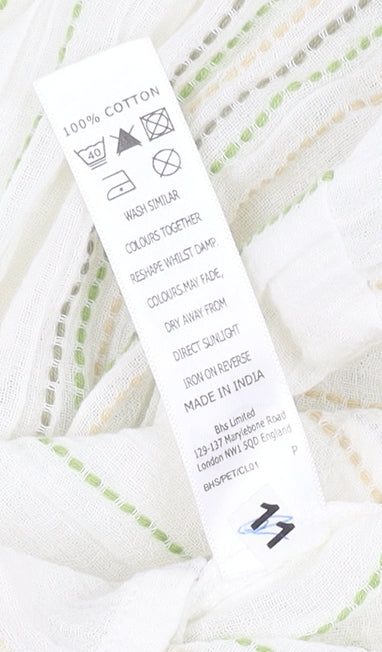 100% COTTON
40
WASH SIMILAR
COLOURS TOGETHER
RESHAPE WHILST DAMP.
COLOURS MAY FADE,
DRY AWAY FROM
DIRECT SUNLIGHT
IRON ON REVERSE
MADE IN INDIA
Bhs Limited
129-137 Marylebone Road
London NW1 5QD England
BHS/PET/CL01 P
11